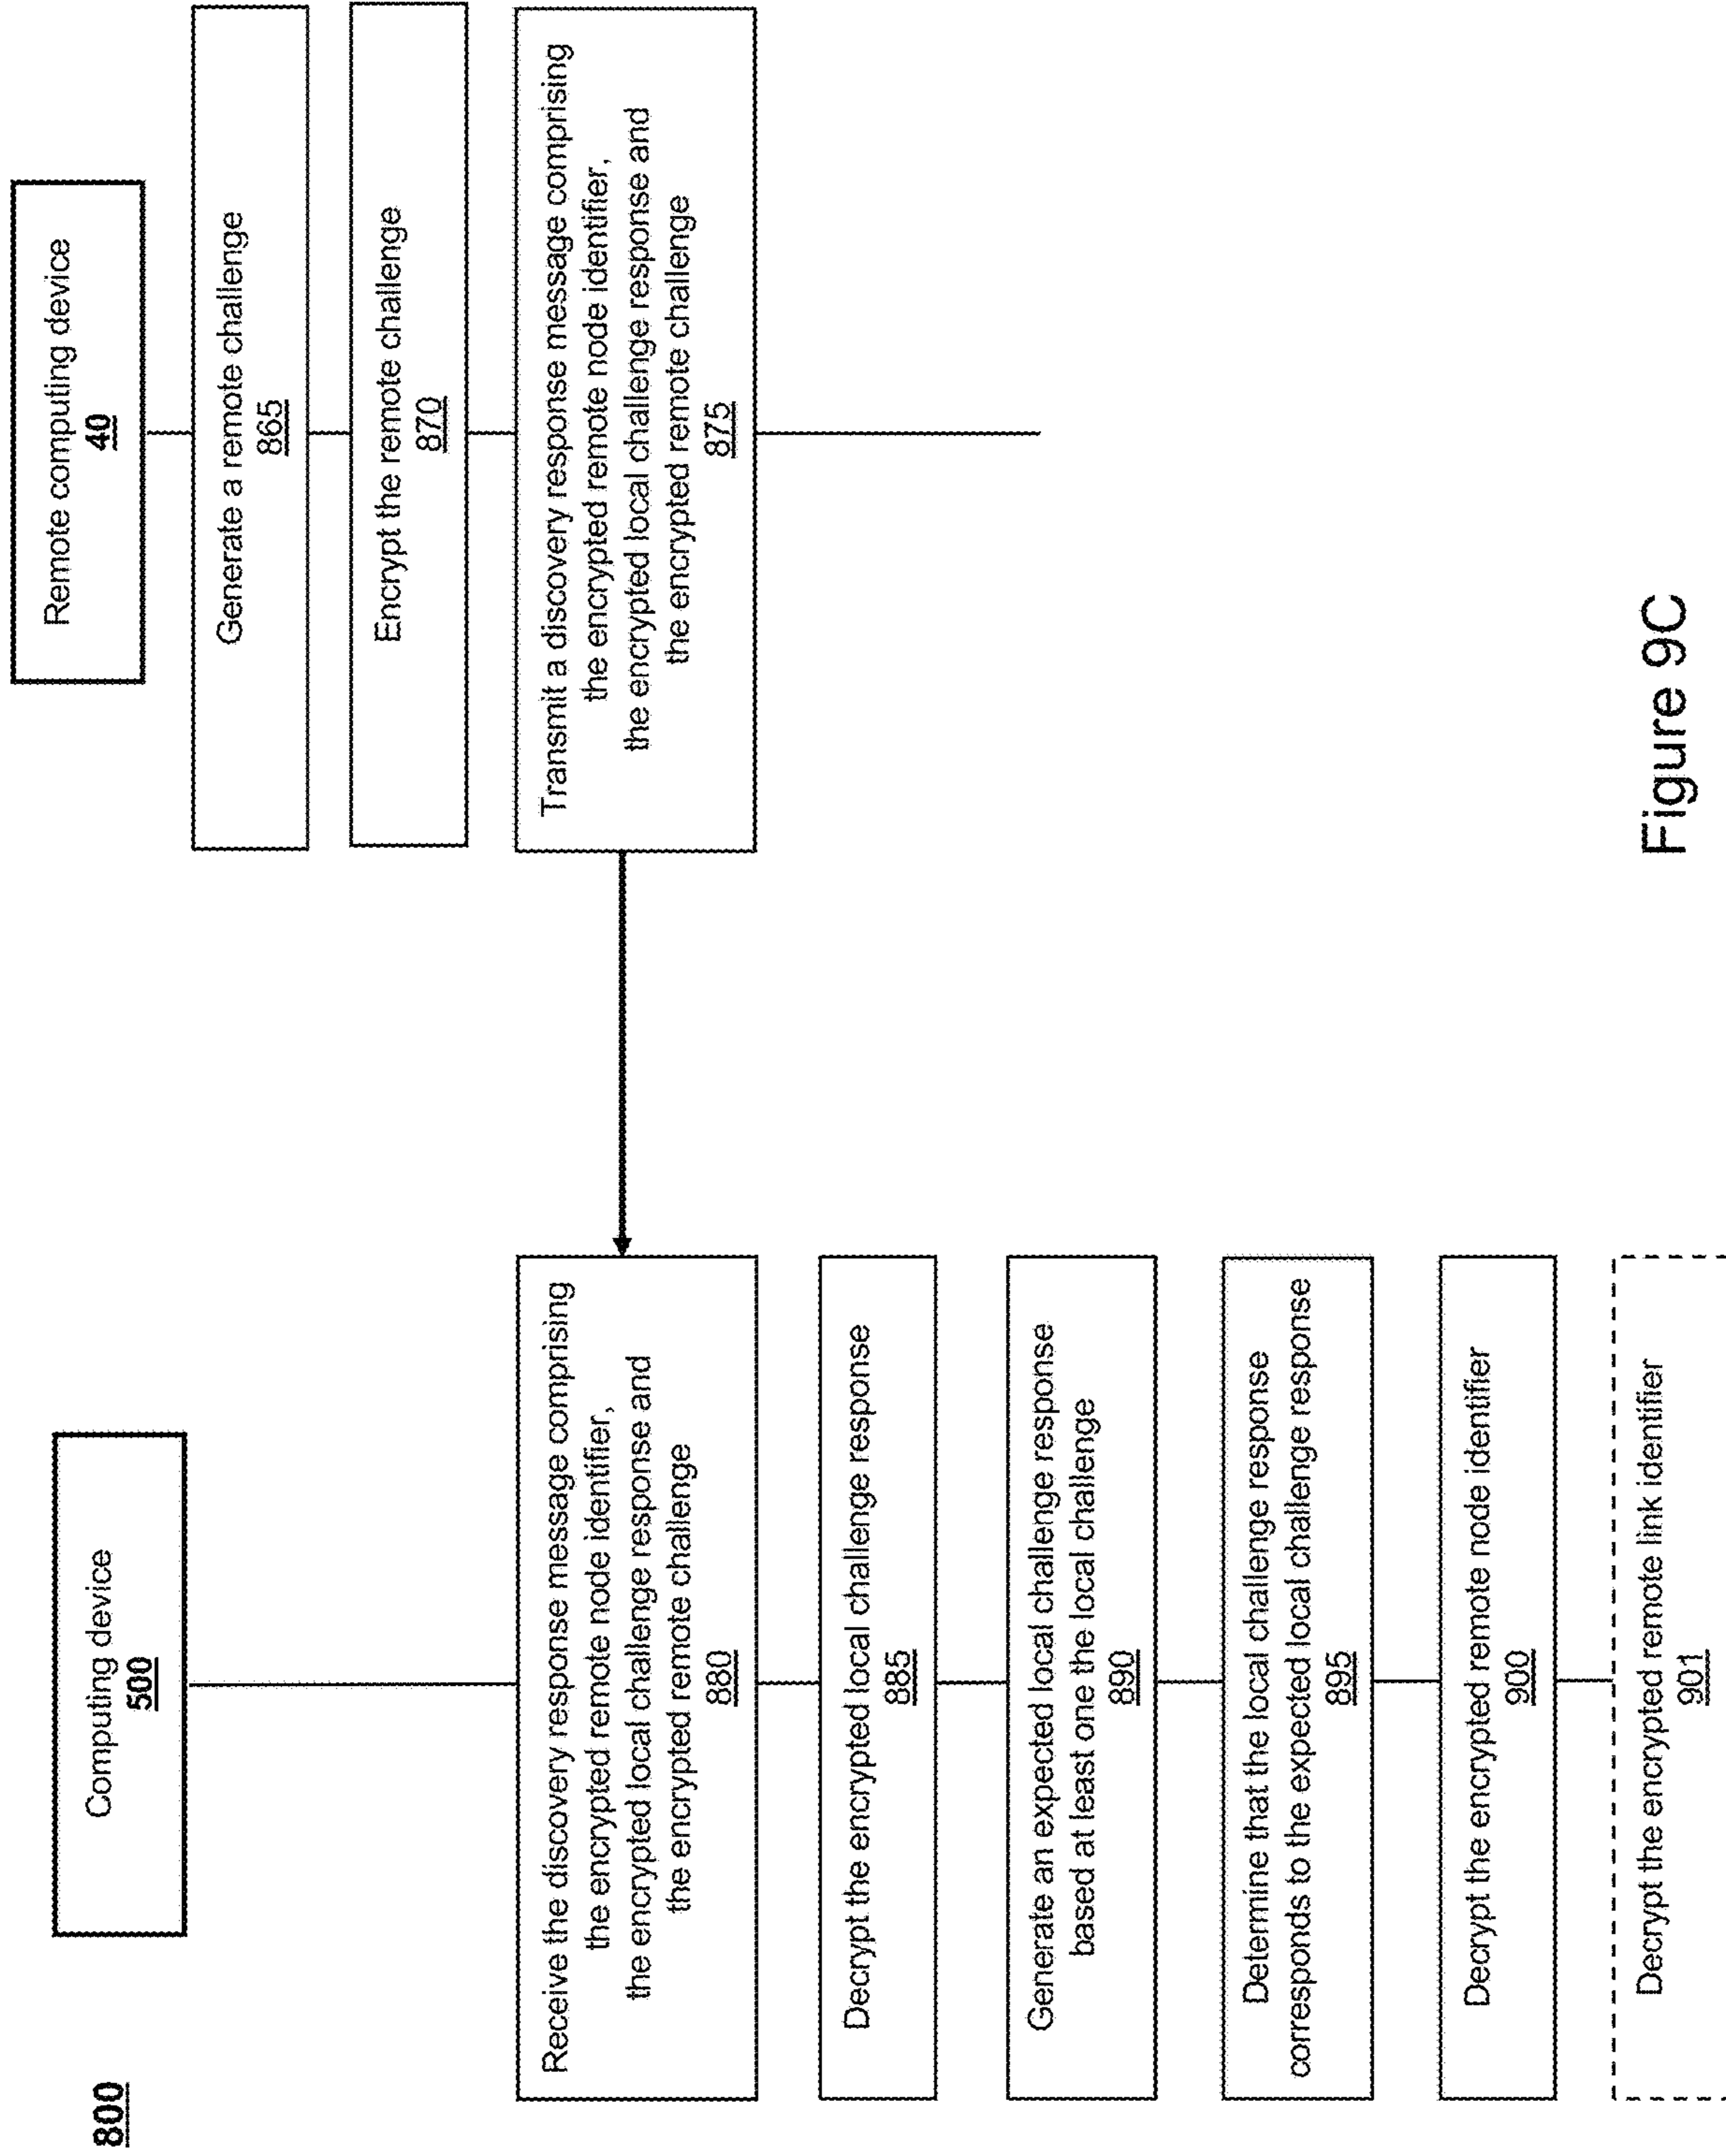 800
Computing device
500
Remote computing device
40
Generate a remote challenge
865
Encrypt the remote challenge
870
Transmit a discovery response message comprising
the encrypted remote node identifier,
the encrypted local challenge response and
the encrypted remote challenge
875
Receive the discovery response message comprising
the encrypted remote node identifier,
the encrypted local challenge response and
the encrypted remote challenge
880
Decrypt the encrypted local challenge response
885
Generate an expected local challenge response
based at least one the local challenge
890
Determine that the local challenge response
corresponds to the expected local challenge response
895
Decrypt the encrypted remote node identifier
900
Decrypt the encrypted remote link identifier
901
Figure 9C